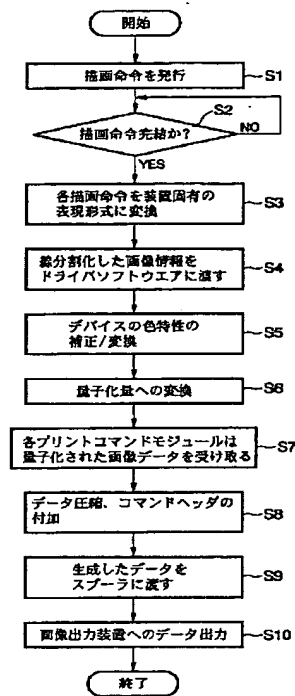 開始
描画命令を発行
S1
S2
描画命令完結か?
NO
YES
各描画命令を装置固有の
表現形式に変換
S3
線分割化した画像情報を
ドライバソフトウエアに渡す
S4
デバイスの色特性の
補正/変換
S5
量子化量への変換
S6
各プリントコマンドモジュールは
量子化された画像データを受け取る
S7
データ圧縮、コマンドヘッダの
付加
S8
生成したデータを
スプーラに渡す
S9
画像出力装置へのデータ出力
S10
終了